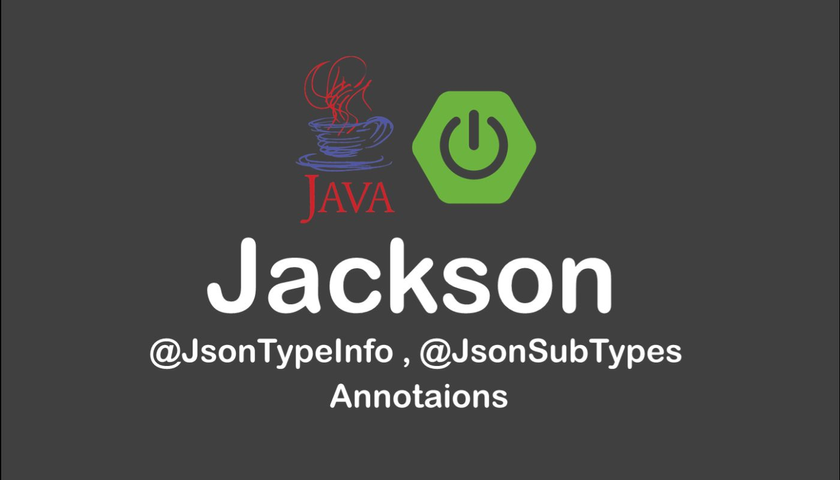 JAVA
Jackson
@JsonTypeInfo , @JsonSubTypes
Annotaions